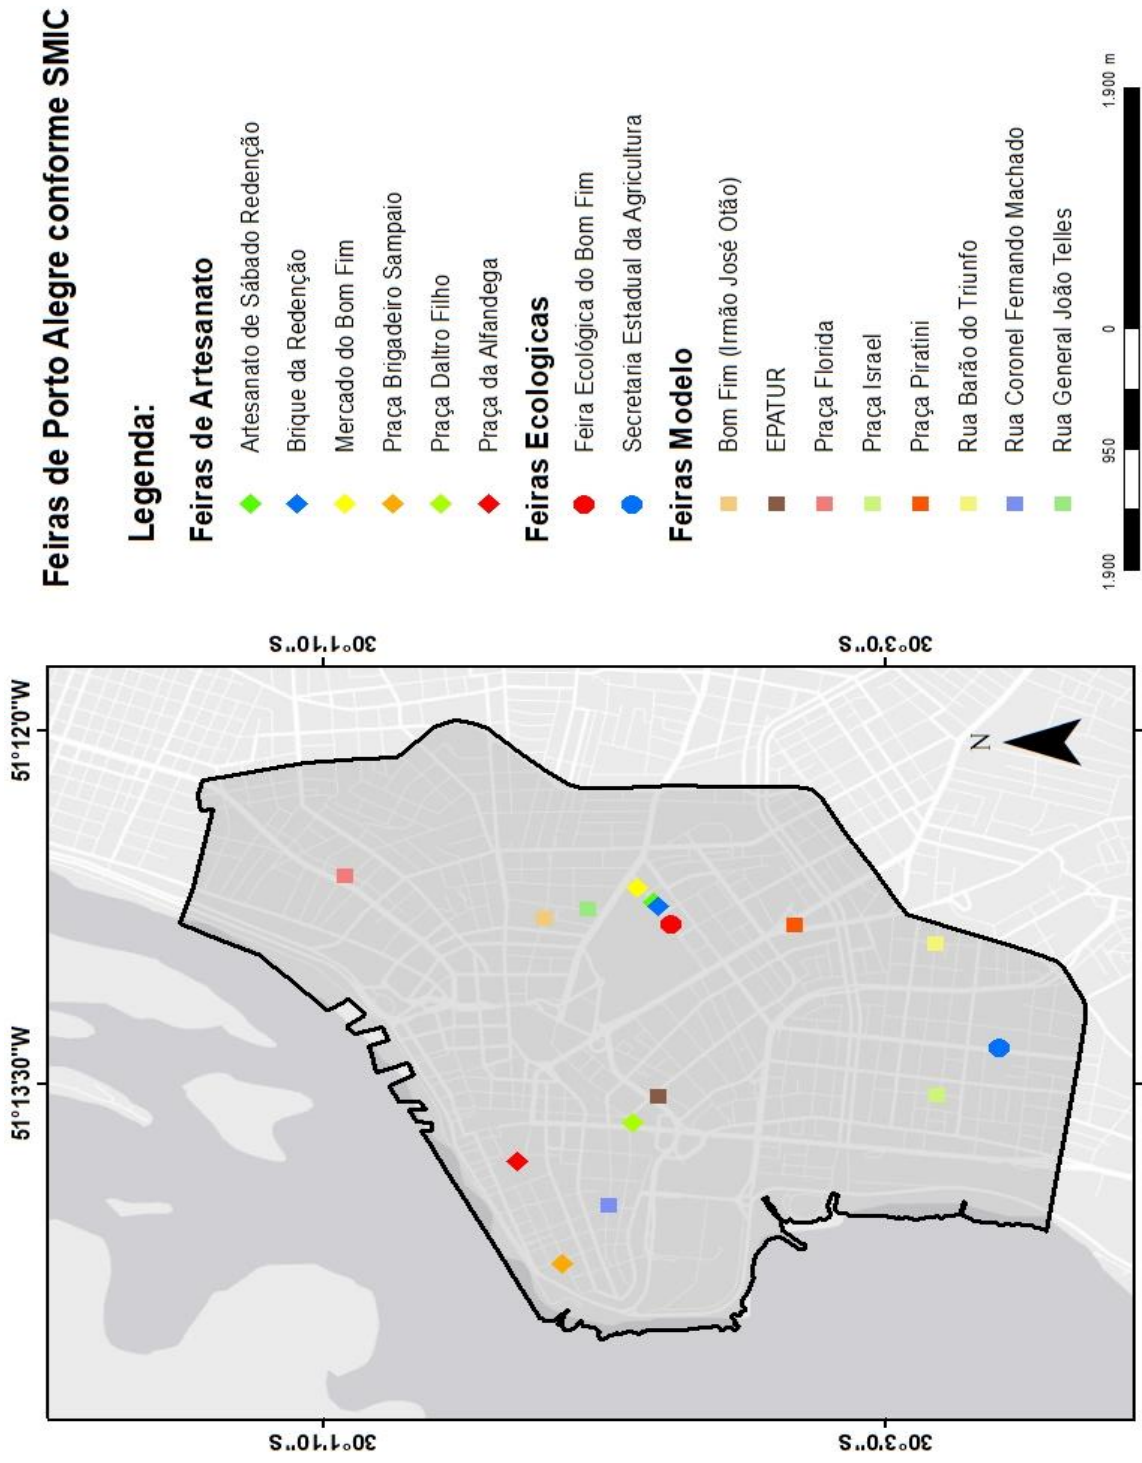 Feiras de Porto Alegre conforme SMIC
Legenda:
Feiras de Artesanato
Artesanato de Sábado Redenção
Brique da Redenção
Mercado do Bom Fim
Praça Brigadeiro Sampaio
Praça Daltro Filho
Praça da Alfandega
Feiras Ecologicas
Feira Ecológica do Bom Fim
Secretaria Estadual da Agricultura
Feiras Modelo
Bom Fim (Irmão José Otão)
EPATUR
Praça Florida
Praça Israel
Praça Piratini
Rua Barão do Triunfo
Rua Coronel Fernando Machado
Rua General João Telles
1.900 950 0 1.900 m
51°13'30"W 51°12'0"W
30°1'10"S 30°1'10"S
30°3'0"S 30°3'0"S
N